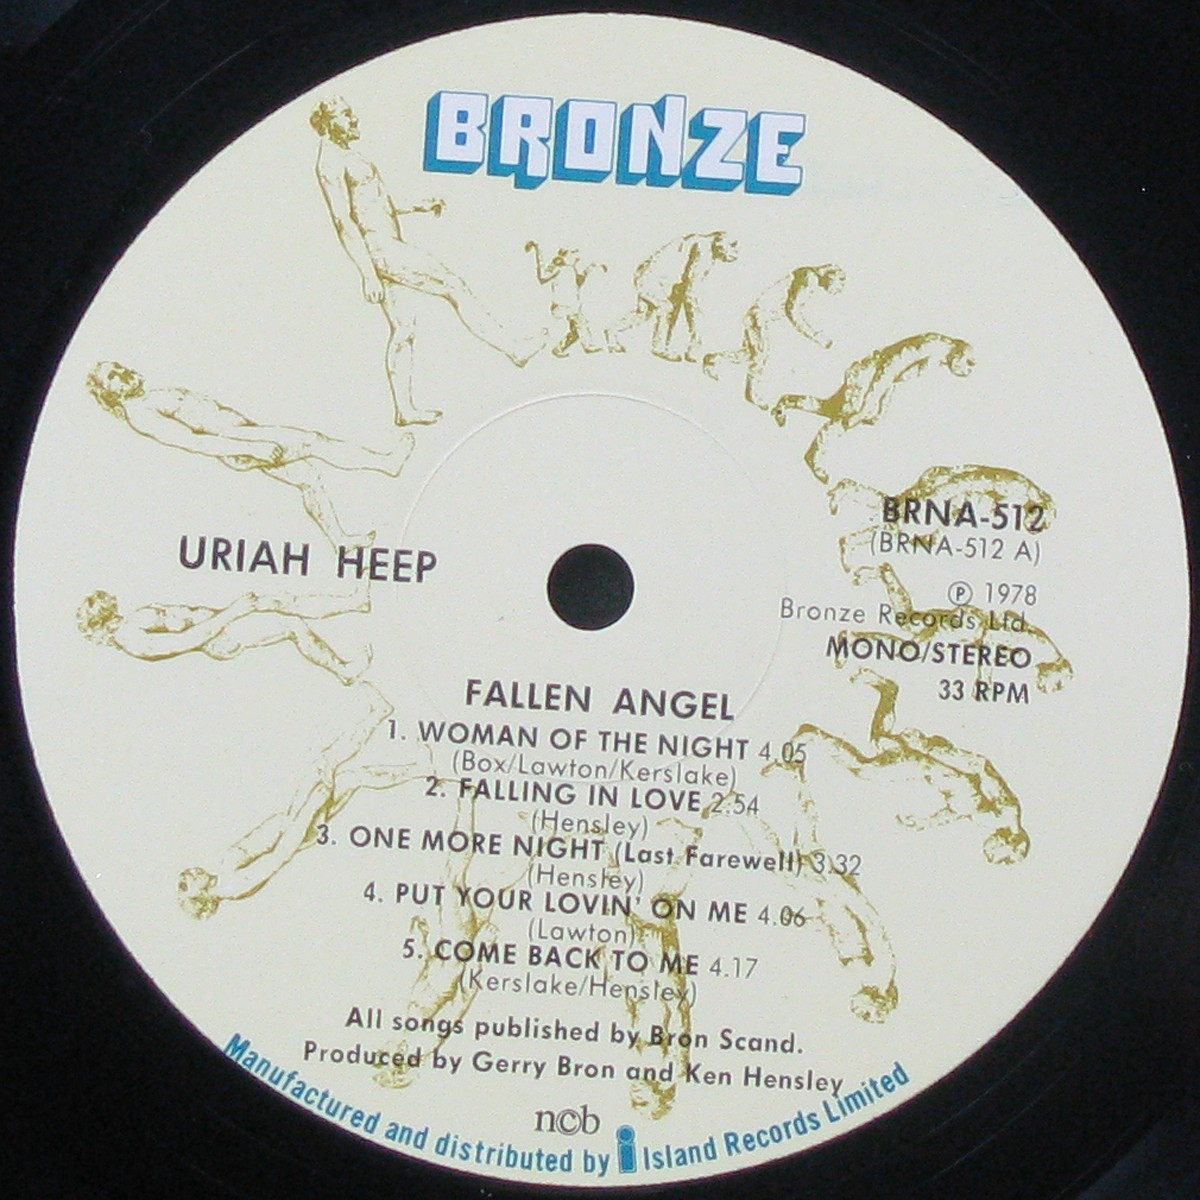 BRONZE
URIAH HEEP
BRNA-512
(BRNA-512 A)
Ⓟ 1978
Bronze Records Ltd.
MONO/STEREO
33 RPM
FALLEN ANGEL
1. WOMAN OF THE NIGHT 4.05
(Box/Lawton/Kerslake)
2. FALLING IN LOVE 2.54
(Hensley)
3. ONE MORE NIGHT (Last Farewell) 3.32
(Hensley)
4. PUT YOUR LOVIN' ON ME 4.06
(Lawton)
5. COME BACK TO ME 4.17
(Kerslake/Hensley)
All songs published by Bron Scand.
Produced by Gerry Bron and Ken Hensley
n©b
Manufactured and distributed by i Island Records Limited